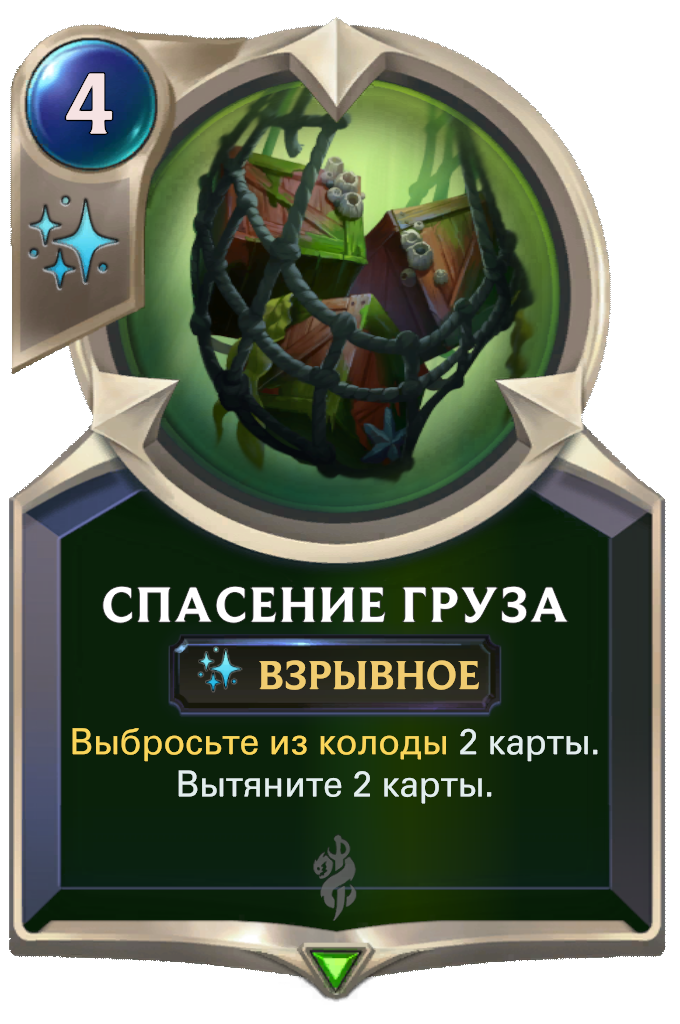 4
СПАСЕНИЕ ГРУЗА
ВЗРЫВНОЕ
Выбросьте из колоды 2 карты.
Вытяните 2 карты.